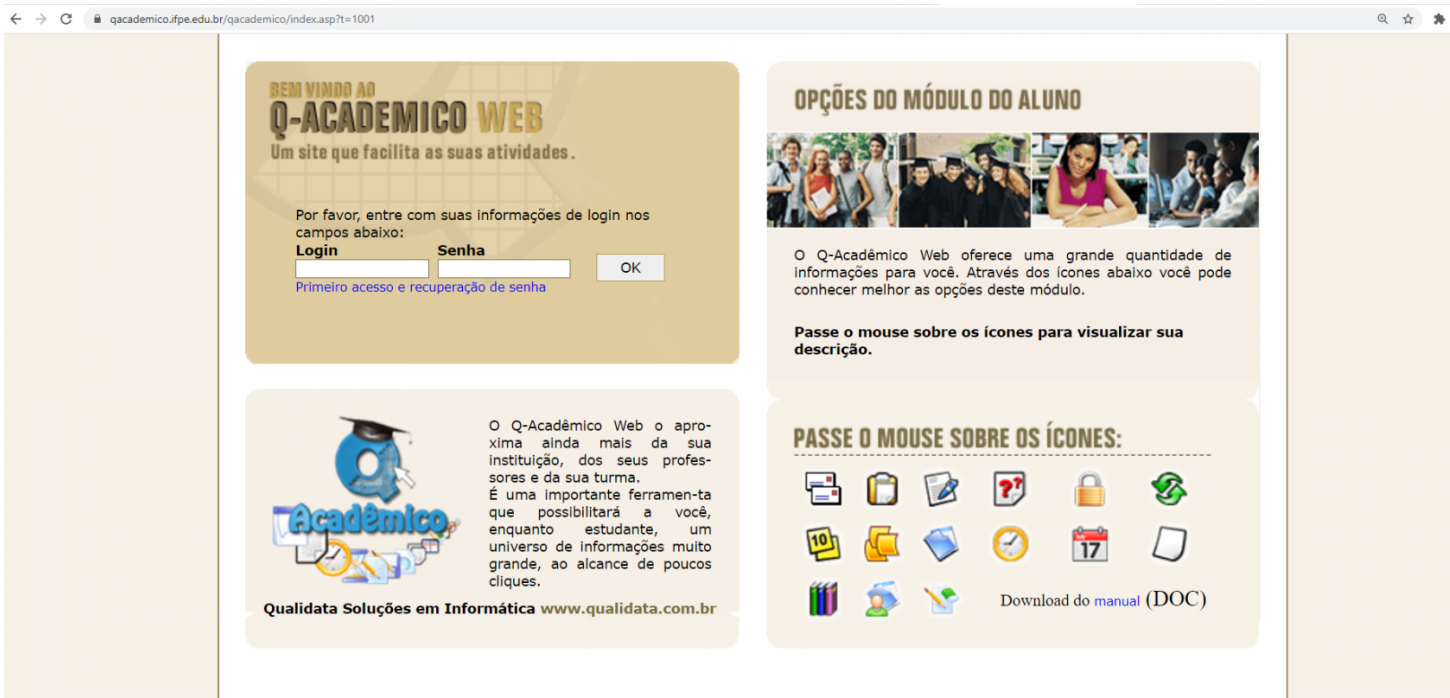 qacademico.ifpe.edu.br/qacademico/index.asp?t=1001
BEM VINDO AO
Q-ACADEMICO WEB
Um site que facilita as suas atividades.
Por favor, entre com suas informações de login nos
campos abaixo:
Login Senha
OK
Primeiro acesso e recuperação de senha
Q
Acadêmico
O Q-Acadêmico Web o apro-
xima ainda mais da sua
instituição, dos seus profes-
sores e da sua turma.
É uma importante ferramen-ta
que possibilitará a você,
enquanto estudante, um
universo de informações muito
grande, ao alcance de poucos
cliques.
Qualidata Soluções em Informática www.qualidata.com.br
OPÇÕES DO MÓDULO DO ALUNO
O Q-Acadêmico Web oferece uma grande quantidade de
informações para você. Através dos ícones abaixo você pode
conhecer melhor as opções deste módulo.
Passe o mouse sobre os ícones para visualizar sua
descrição.
PASSE O MOUSE SOBRE OS ÍCONES:
??
10
17
Download do manual (DOC)